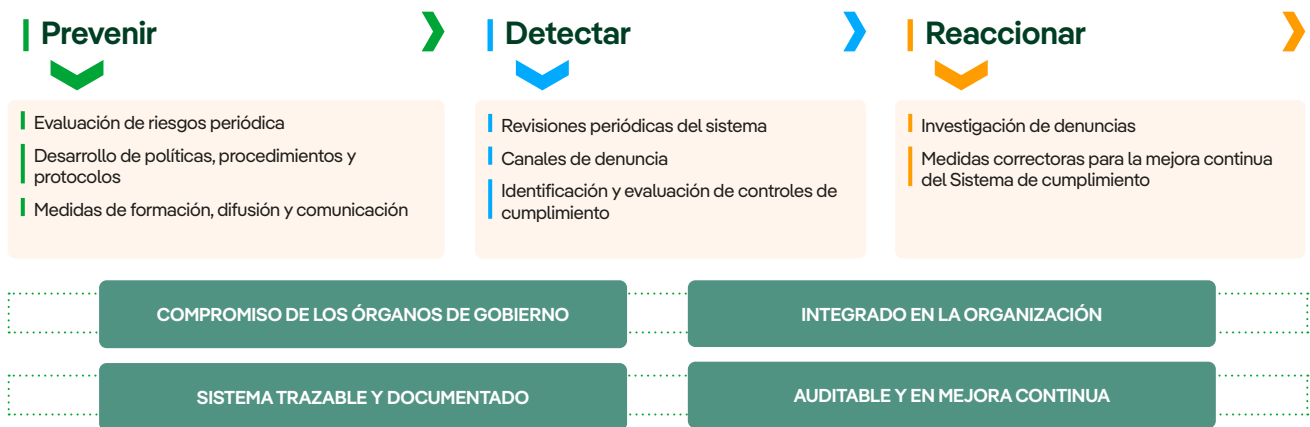 Prevenir
Evaluación de riesgos periódica
Desarrollo de políticas, procedimientos y
protocolos
Medidas de formación, difusión y comunicación
Detectar
Revisiones periódicas del sistema
Canales de denuncia
Identificación y evaluación de controles de
cumplimiento
Reaccionar
Investigación de denuncias
Medidas correctoras para la mejora continua
del Sistema de cumplimiento
COMPROMISO DE LOS ÓRGANOS DE GOBIERNO
INTEGRADO EN LA ORGANIZACIÓN
SISTEMA TRAZABLE Y DOCUMENTADO
AUDITABLE Y EN MEJORA CONTINUA